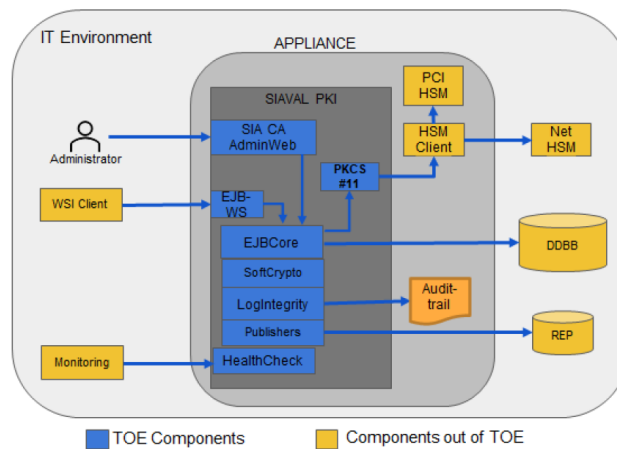 IT Environment
APPLIANCE
SIAVAL PKI
PCI
HSM
SIA CA
AdminWeb
HSM
Client
Net
HSM
Administrator
PKCS
#11
WSI Client
EJB-
WS
EJBCore
DDBB
SoftCrypto
LogIntegrity
Audit-
trail
Publishers
REP
Monitoring
HealthCheck
TOE Components
Components out of TOE